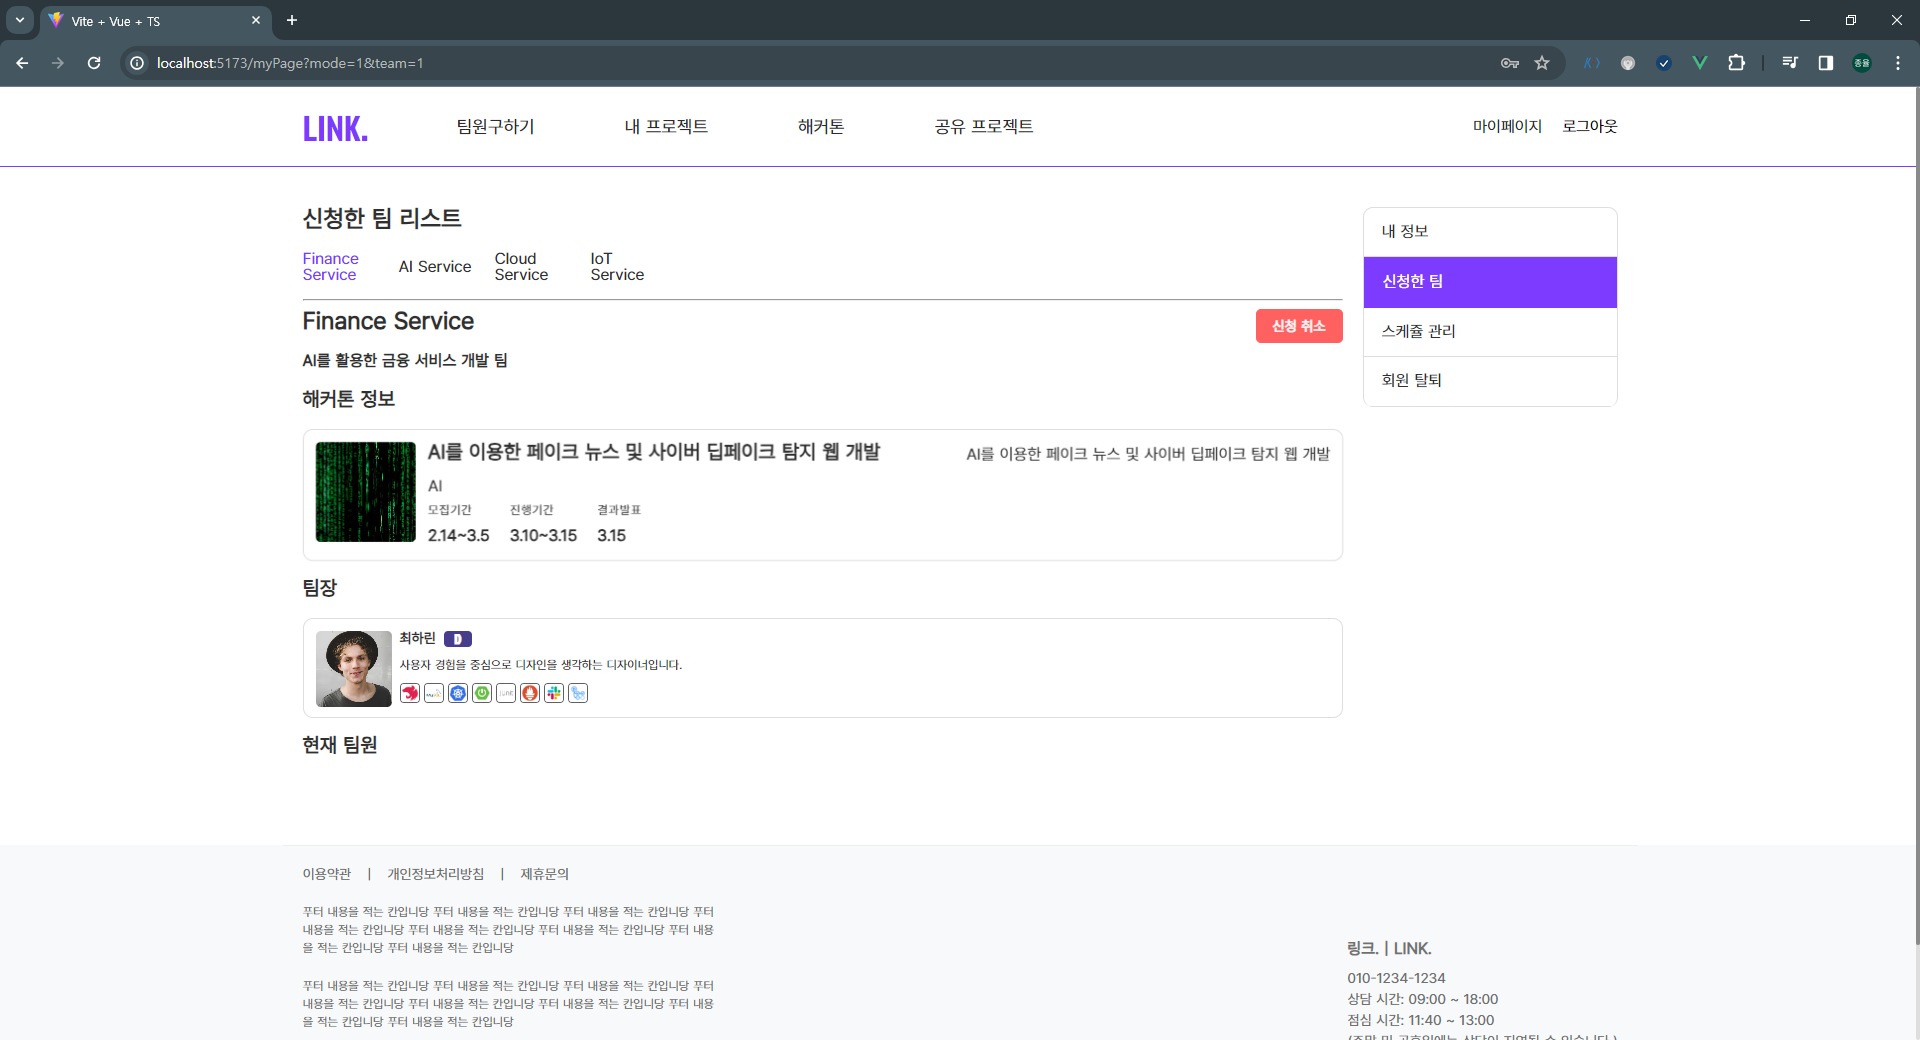 Vite + Vue + TS
localhost:5173/myPage?mode=1&team=1
종율
LINK.
팀원구하기
내 프로젝트
해커톤
공유 프로젝트
마이페이지
로그아웃
신청한 팀 리스트
Finance
Service
AI Service
Cloud
Service
IoT
Service
Finance Service
신청 취소
AI를 활용한 금융 서비스 개발 팀
해커톤 정보
AI를 이용한 페이크 뉴스 및 사이버 딥페이크 탐지 웹 개발
AI를 이용한 페이크 뉴스 및 사이버 딥페이크 탐지 웹 개발
AI
모집기간 진행기간 결과발표
2.14~3.5 3.10~3.15 3.15
팀장
최하린 D
사용자 경험을 중심으로 디자인을 생각하는 디자이너입니다.
현재 팀원
내 정보
신청한 팀
스케쥴 관리
회원 탈퇴
이용약관 | 개인정보처리방침 | 제휴문의
푸터 내용을 적는 칸입니당 푸터 내용을 적는 칸입니당 푸터 내용을 적는 칸입니당 푸터
내용을 적는 칸입니당 푸터 내용을 적는 칸입니당 푸터 내용을 적는 칸입니당 푸터 내용
을 적는 칸입니당 푸터 내용을 적는 칸입니당
푸터 내용을 적는 칸입니당 푸터 내용을 적는 칸입니당 푸터 내용을 적는 칸입니당 푸터
내용을 적는 칸입니당 푸터 내용을 적는 칸입니당 푸터 내용을 적는 칸입니당 푸터 내용
을 적는 칸입니당 푸터 내용을 적는 칸입니당
링크. | LINK.
010-1234-1234
상담 시간: 09:00 ~ 18:00
점심 시간: 11:40 ~ 13:00